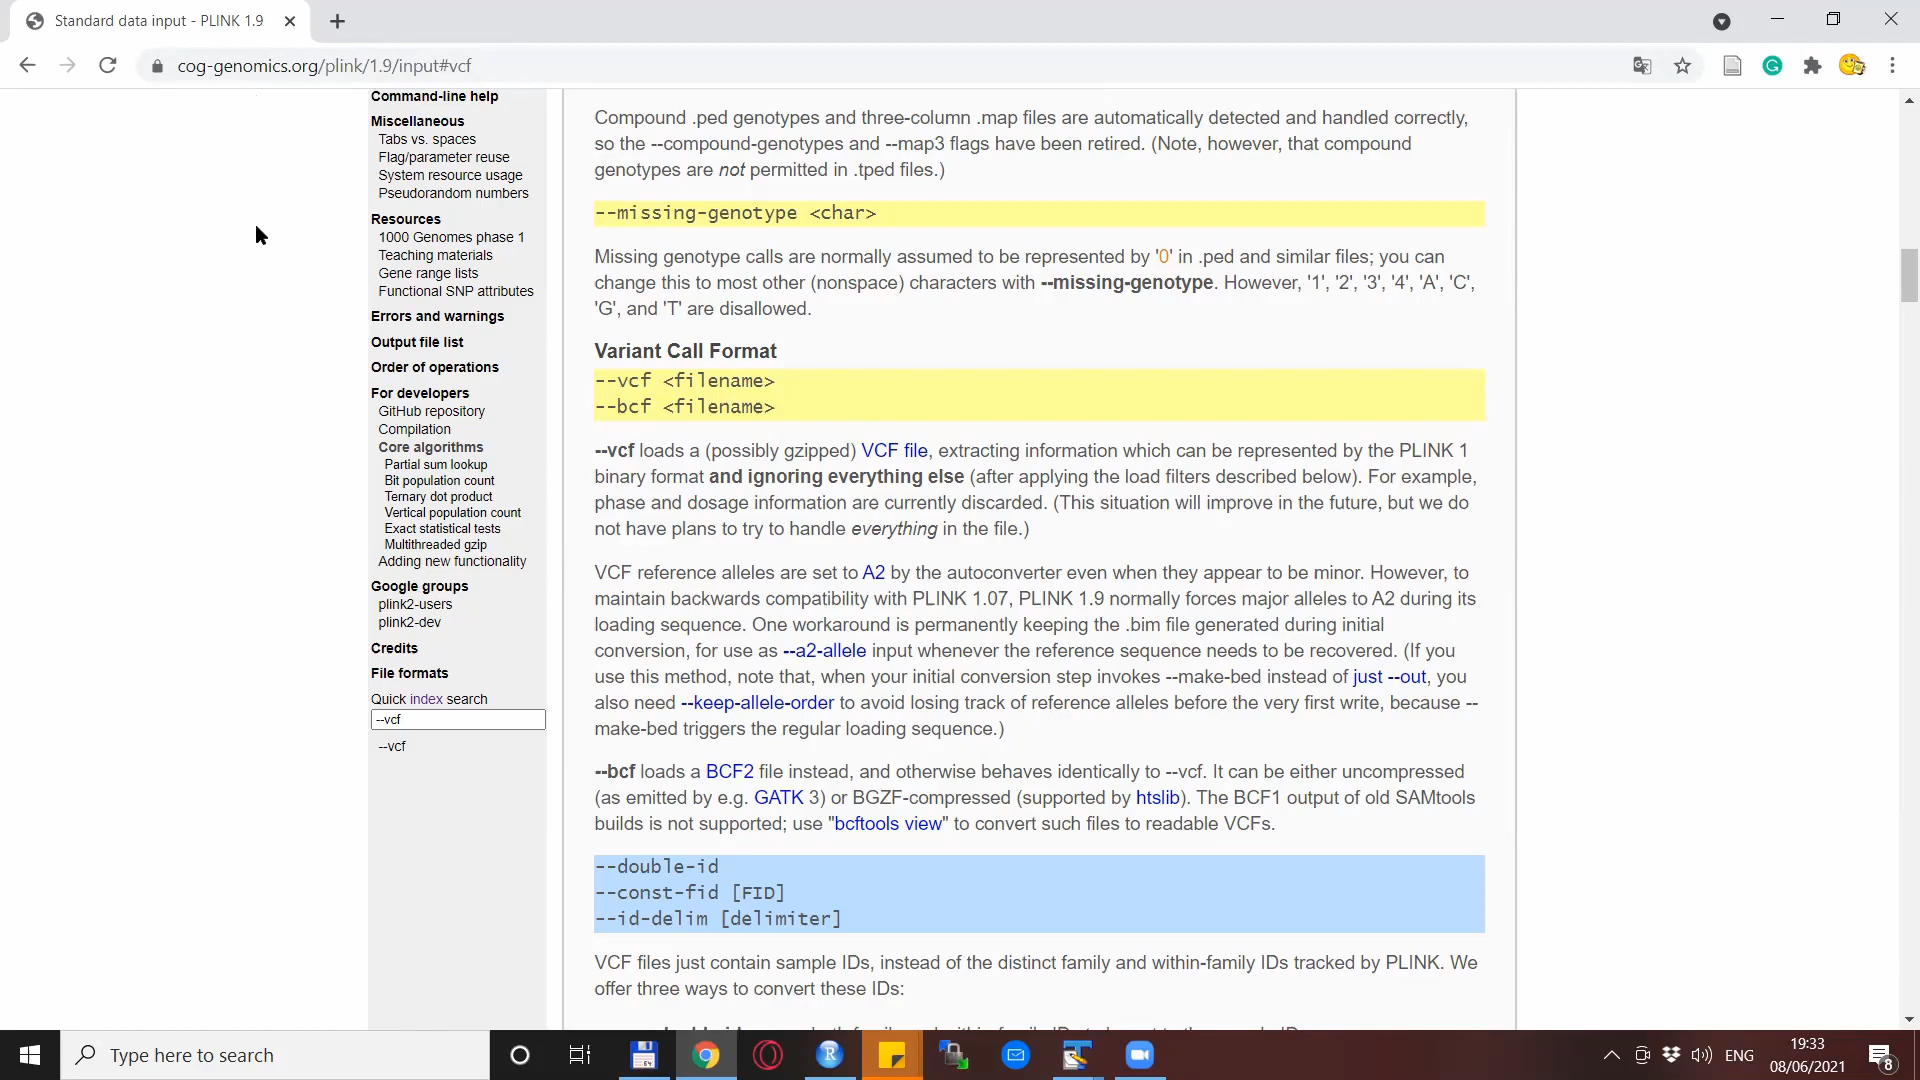 Standard data input - PLINK 1.9
cog-genomics.org/plink/1.9/input#vcf
Command-line help
Miscellaneous
Tabs vs. spaces
Flag/parameter reuse
System resource usage
Pseudorandom numbers
Resources
1000 Genomes phase 1
Teaching materials
Gene range lists
Functional SNP attributes
Errors and warnings
Output file list
Order of operations
For developers
GitHub repository
Compilation
Core algorithms
Partial sum lookup
Bit population count
Ternary dot product
Vertical population count
Exact statistical tests
Multithreaded gzip
Adding new functionality
Google groups
plink2-users
plink2-dev
Credits
File formats
Quick index search
--vcf
--vcf
Compound .ped genotypes and three-column .map files are automatically detected and handled correctly,
so the --compound-genotypes and --map3 flags have been retired. (Note, however, that compound
genotypes are not permitted in .tped files.)
--missing-genotype <char>
Missing genotype calls are normally assumed to be represented by '0' in .ped and similar files; you can
change this to most other (nonspace) characters with --missing-genotype. However, '1', '2', '3', '4', 'A', 'C',
'G', and 'T' are disallowed.
Variant Call Format
--vcf <filename>
--bcf <filename>
--vcf loads a (possibly gzipped) VCF file, extracting information which can be represented by the PLINK 1
binary format and ignoring everything else (after applying the load filters described below). For example,
phase and dosage information are currently discarded. (This situation will improve in the future, but we do
not have plans to try to handle everything in the file.)
VCF reference alleles are set to A2 by the autoconverter even when they appear to be minor. However, to
maintain backwards compatibility with PLINK 1.07, PLINK 1.9 normally forces major alleles to A2 during its
loading sequence. One workaround is permanently keeping the .bim file generated during initial
conversion, for use as --a2-allele input whenever the reference sequence needs to be recovered. (If you
use this method, note that, when your initial conversion step invokes --make-bed instead of just --out, you
also need --keep-allele-order to avoid losing track of reference alleles before the very first write, because --
make-bed triggers the regular loading sequence.)
--bcf loads a BCF2 file instead, and otherwise behaves identically to --vcf. It can be either uncompressed
(as emitted by e.g. GATK 3) or BGZF-compressed (supported by htslib). The BCF1 output of old SAMtools
builds is not supported; use "bcftools view" to convert such files to readable VCFs.
--double-id
--const-fid [FID]
--id-delim [delimiter]
VCF files just contain sample IDs, instead of the distinct family and within-family IDs tracked by PLINK. We
offer three ways to convert these IDs:
Type here to search
ENG
19:33
08/06/2021
8